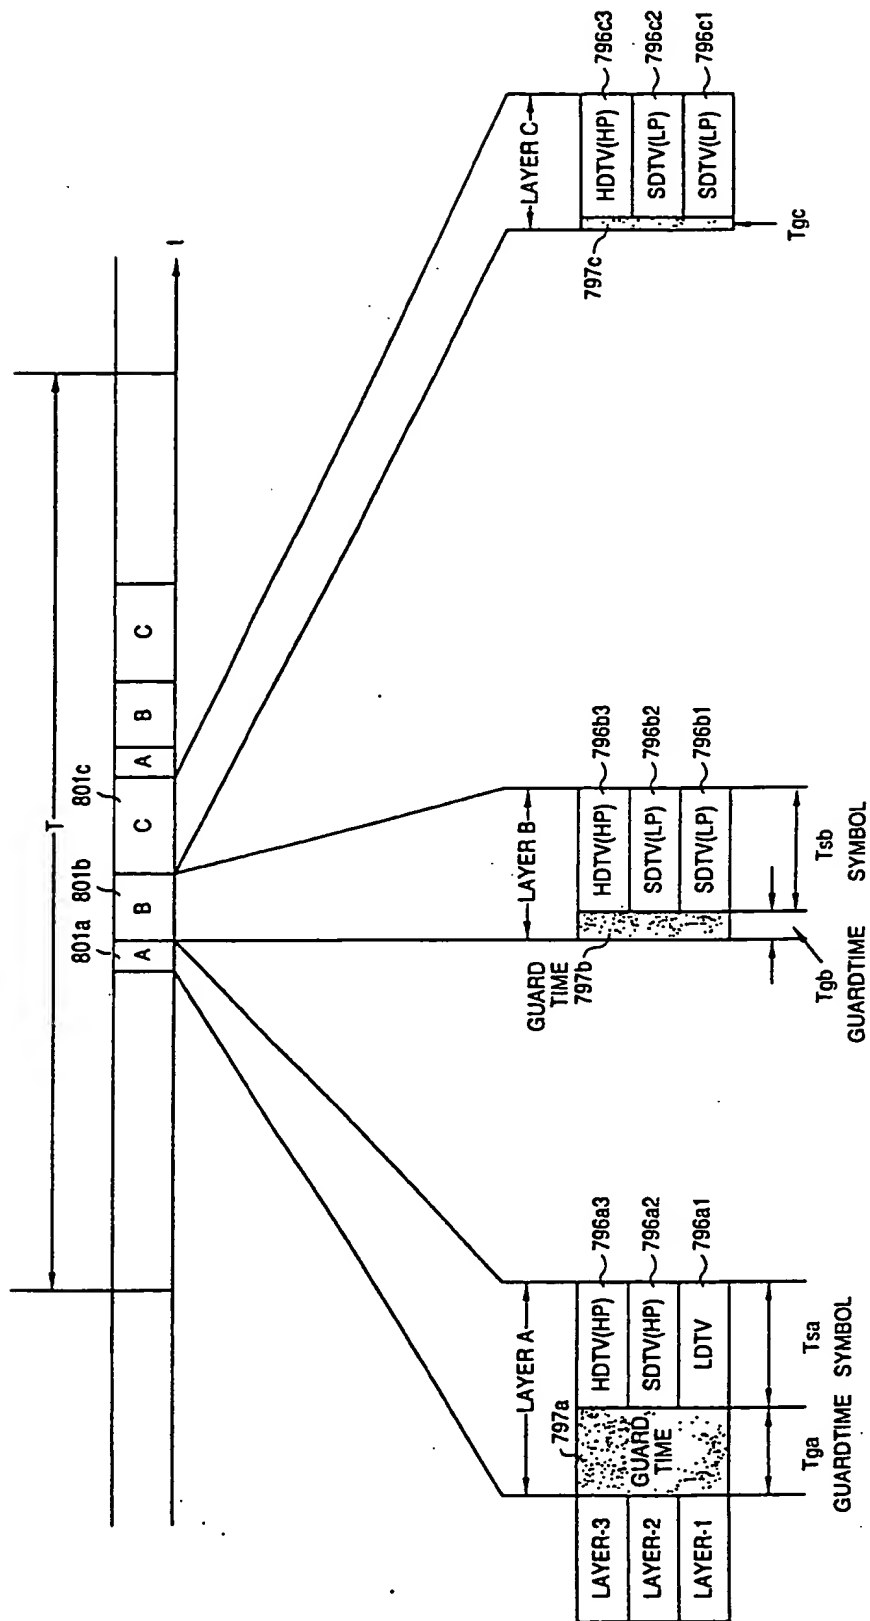 T
801a
801b
801c
A
B
C
A
B
C
t
LAYER A
797a
GUARD
TIME
LAYER-3
LAYER-2
LAYER-1
HDTV(HP)
SDTV(HP)
LDTV
796a3
796a2
796a1
Tga
Tsa
GUARDTIME SYMBOL
LAYER B
GUARD
TIME
797b
HDTV(HP)
SDTV(LP)
SDTV(LP)
796b3
796b2
796b1
Tgb
Tsb
GUARDTIME SYMBOL
LAYER C
797c
HDTV(HP)
SDTV(LP)
SDTV(LP)
796c3
796c2
796c1
Tgc